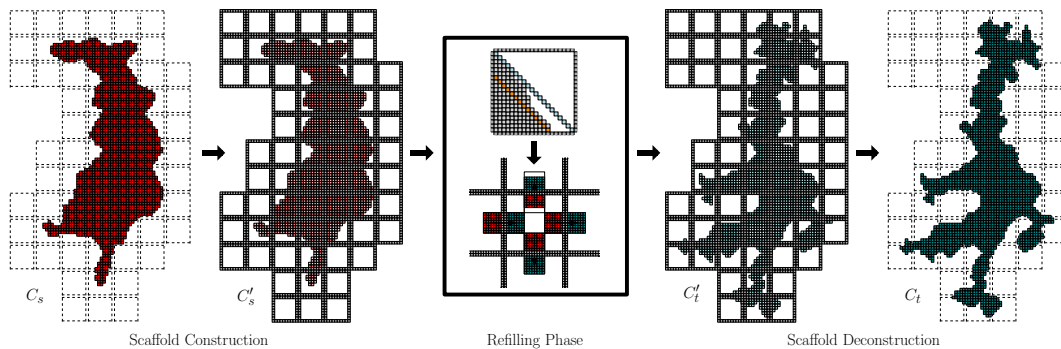 C_s
C'_s
C'_t
C_t
Scaffold Construction
Refilling Phase
Scaffold Deconstruction